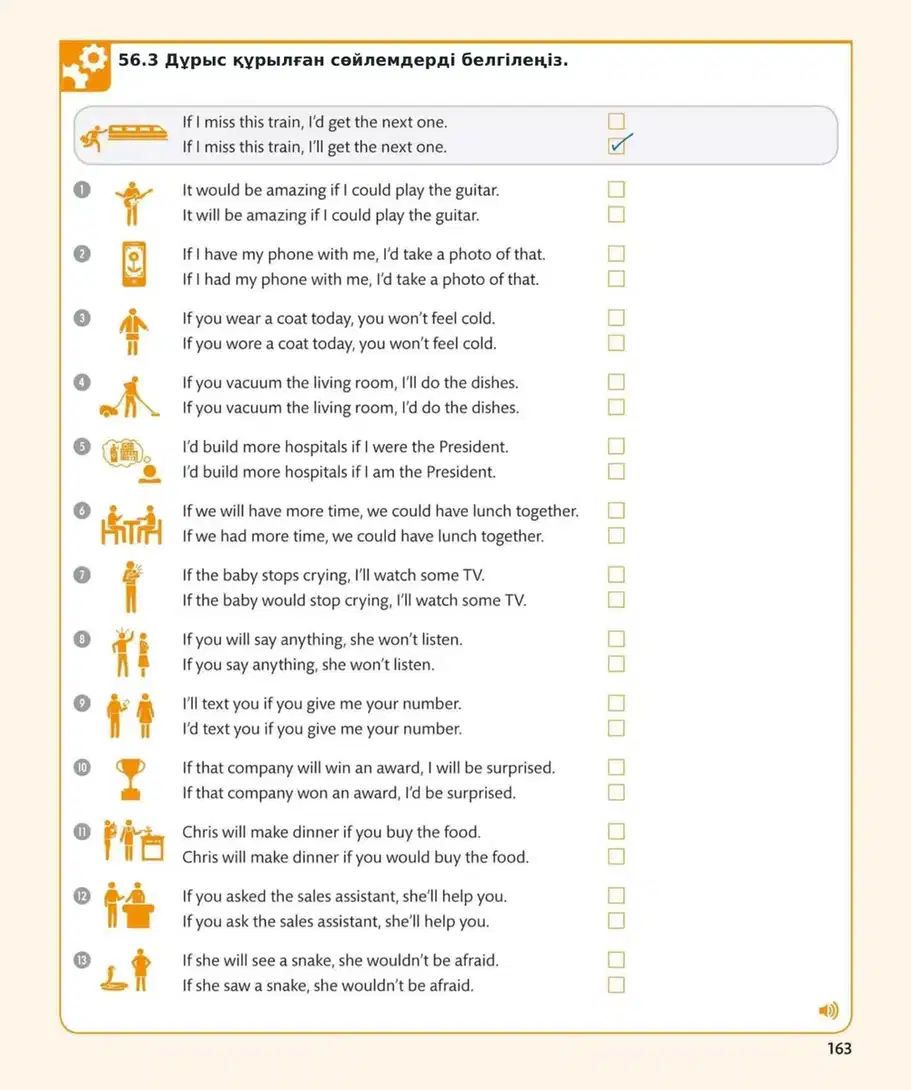 56.3 Дұрыс құрылған сөйлемдерді белгілеңіз.
If I miss this train, I'd get the next one.
If I miss this train, I'll get the next one.
1
It would be amazing if I could play the guitar.
It will be amazing if I could play the guitar.
2
If I have my phone with me, I'd take a photo of that.
If I had my phone with me, I'd take a photo of that.
3
If you wear a coat today, you won't feel cold.
If you wore a coat today, you won't feel cold.
4
If you vacuum the living room, I'll do the dishes.
If you vacuum the living room, I'd do the dishes.
5
I'd build more hospitals if I were the President.
I'd build more hospitals if I am the President.
6
If we will have more time, we could have lunch together.
If we had more time, we could have lunch together.
7
If the baby stops crying, I'll watch some TV.
If the baby would stop crying, I'll watch some TV.
8
If you will say anything, she won't listen.
If you say anything, she won't listen.
9
I'll text you if you give me your number.
I'd text you if you give me your number.
10
If that company will win an award, I will be surprised.
If that company won an award, I'd be surprised.
11
Chris will make dinner if you buy the food.
Chris will make dinner if you would buy the food.
12
If you asked the sales assistant, she'll help you.
If you ask the sales assistant, she'll help you.
13
If she will see a snake, she wouldn't be afraid.
If she saw a snake, she wouldn't be afraid.
163